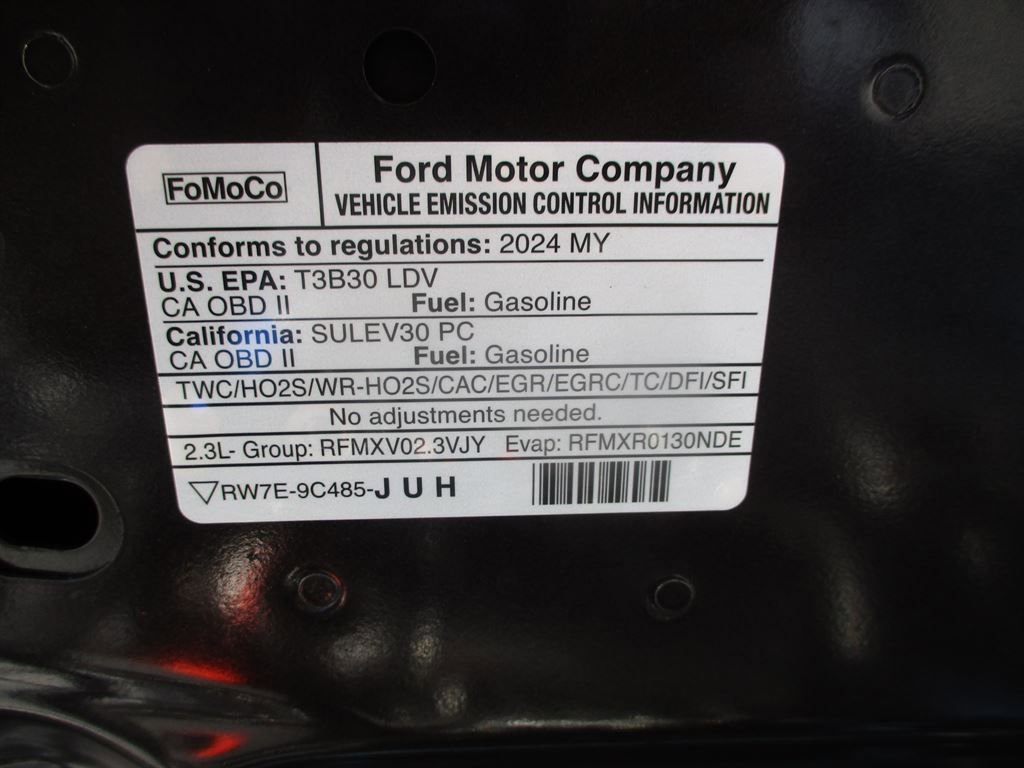 FoMoCo
Ford Motor Company
VEHICLE EMISSION CONTROL INFORMATION
Conforms to regulations: 2024 MY
U.S. EPA: T3B30 LDV
CA OBD II Fuel: Gasoline
California: SULEV30 PC
CA OBD II Fuel: Gasoline
TWC/HO2S/WR-HO2S/CAC/EGR/EGRC/TC/DFI/SFI
No adjustments needed.
2.3L- Group: RFMXV02.3VJY Evap: RFMXR0130NDE
RW7E-9C485-J U H